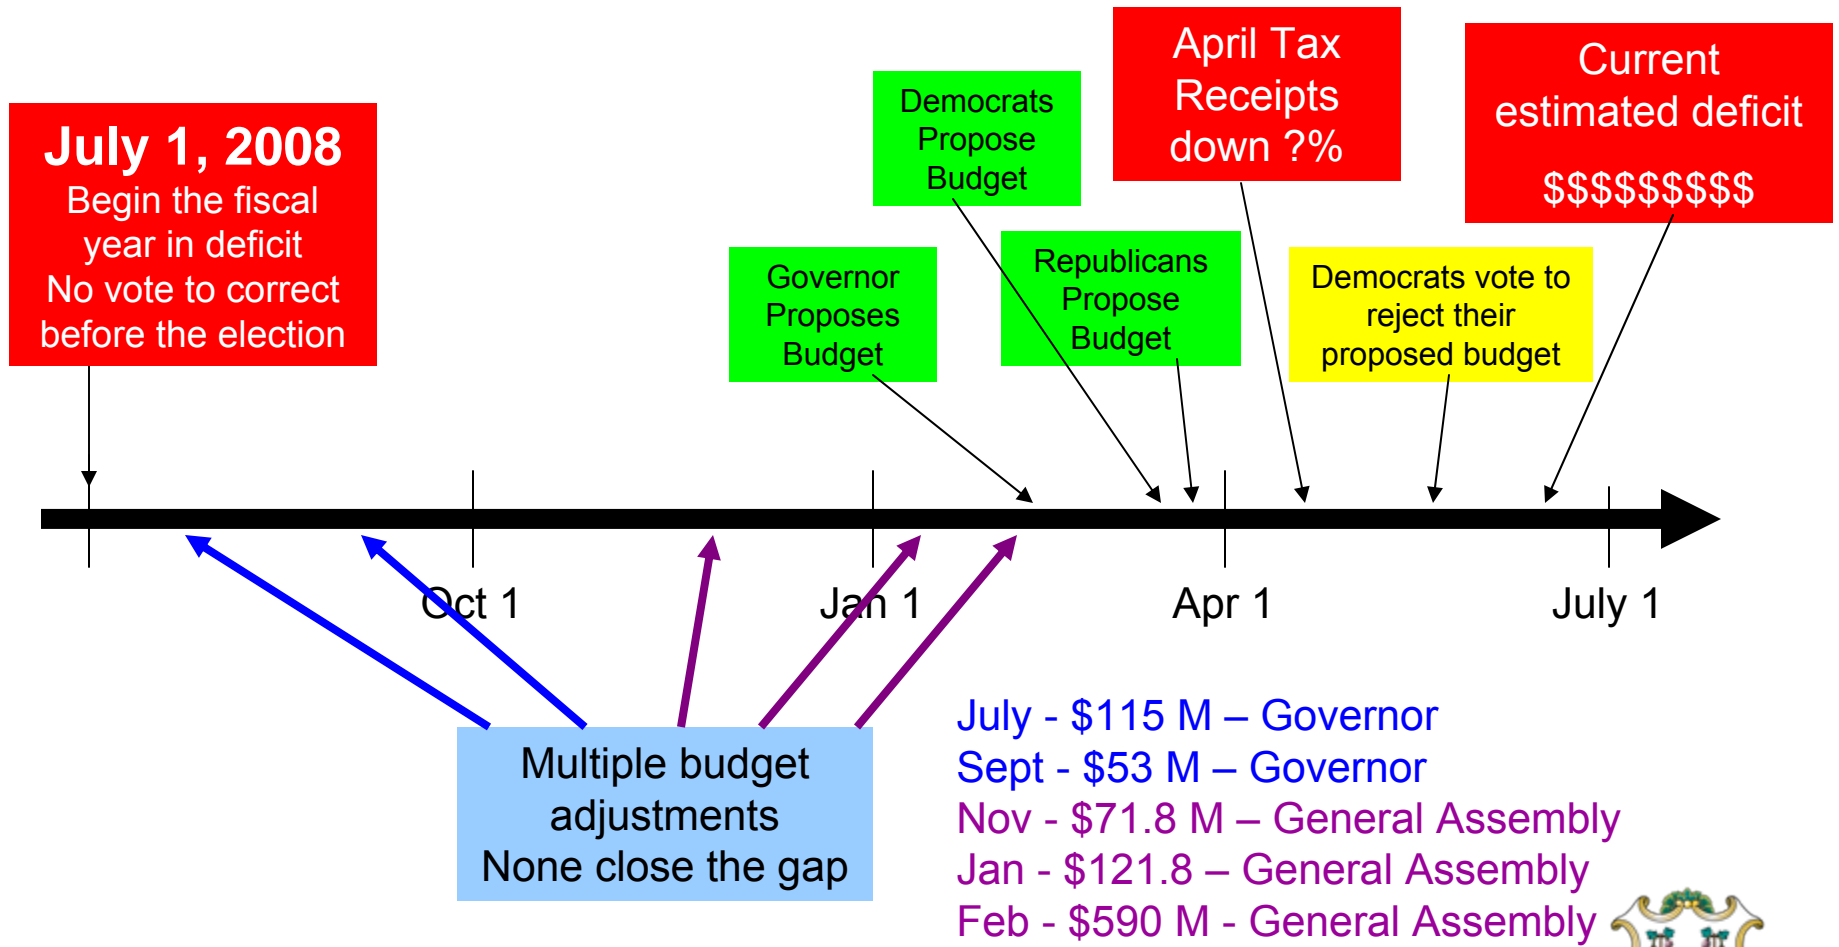 July 1, 2008
Begin the fiscal
year in deficit
No vote to correct
before the election
Governor
Proposes
Budget
Democrats
Propose
Budget
Republicans
Propose
Budget
April Tax
Receipts
down ?%
Democrats vote to
reject their
proposed budget
Current
estimated deficit
$$$$$$$$$
Oct 1
Jan 1
Apr 1
July 1
Multiple budget
adjustments
None close the gap
July - $115 M – Governor
Sept - $53 M – Governor
Nov - $71.8 M – General Assembly
Jan - $121.8 – General Assembly
Feb - $590 M - General Assembly